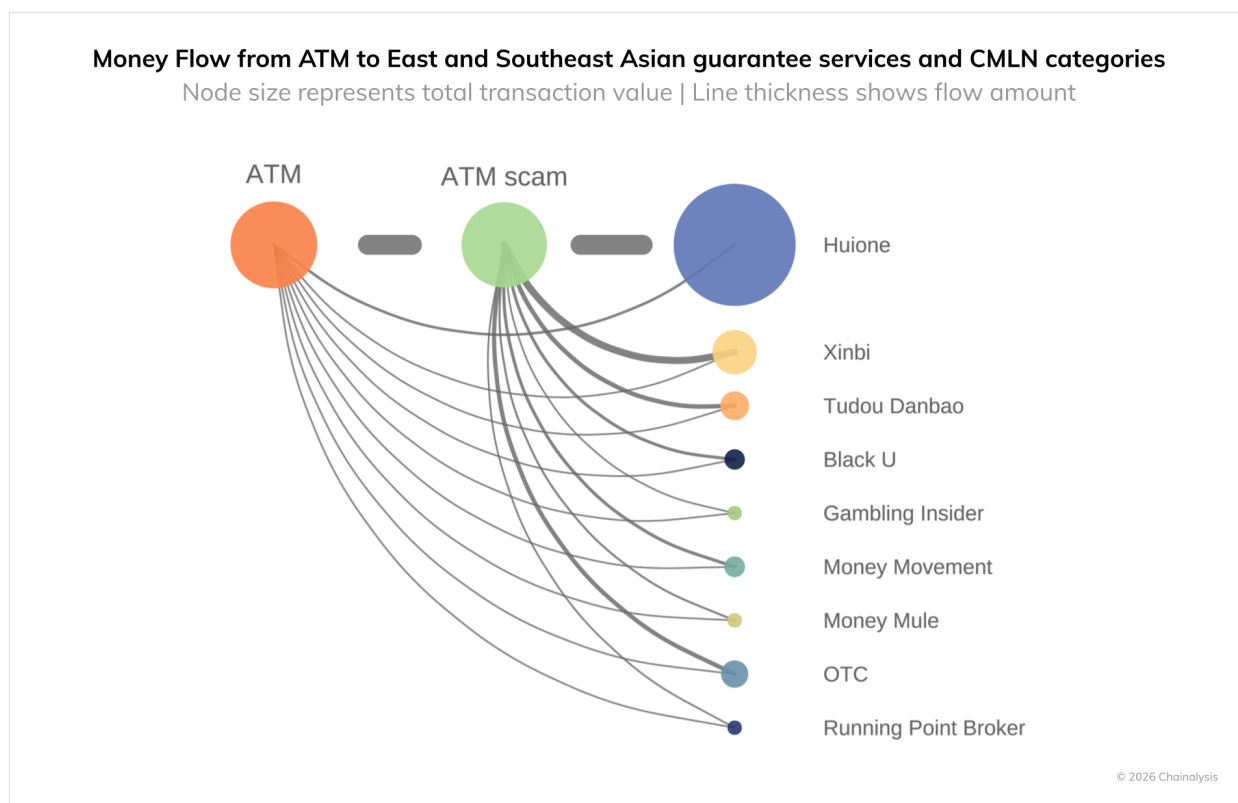 Money Flow from ATM to East and Southeast Asian guarantee services and CMLN categories
Node size represents total transaction value | Line thickness shows flow amount
ATM
ATM scam
Huione
Xinbi
Tudou Danbao
Black U
Gambling Insider
Money Movement
Money Mule
OTC
Running Point Broker
© 2026 Chainalysis